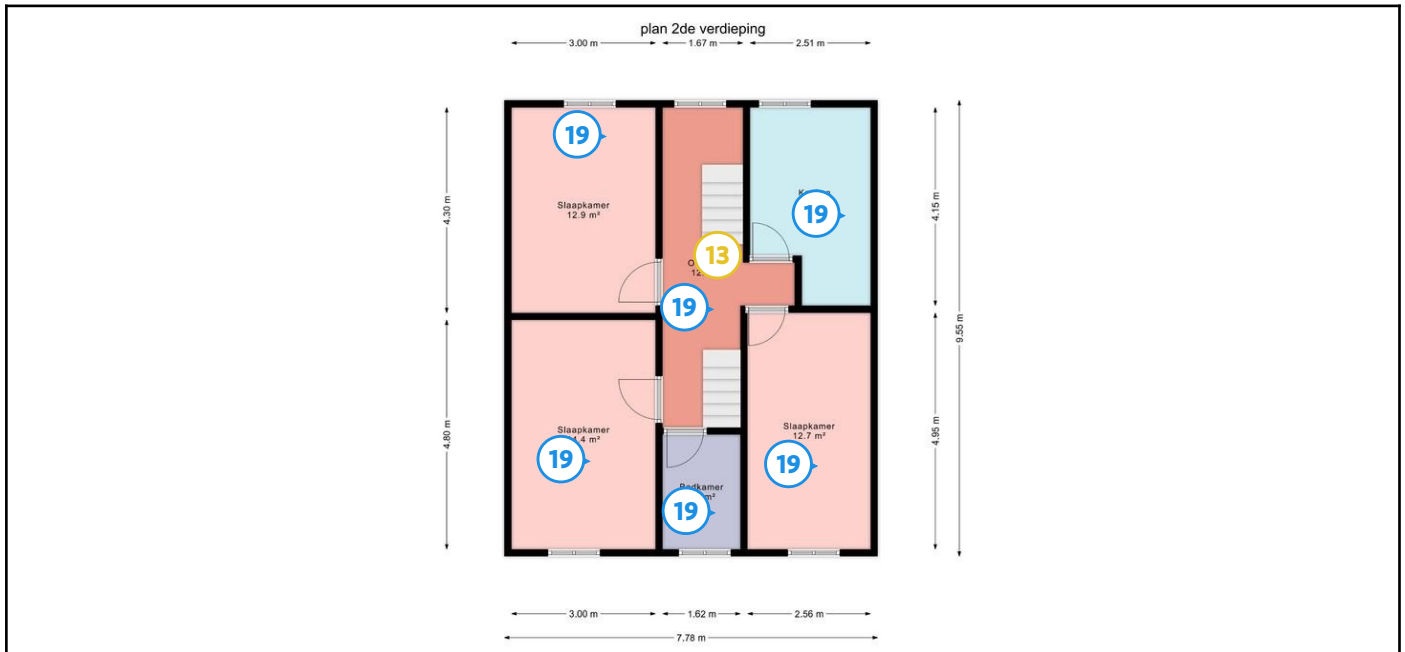 plan 2de verdieping
3.00 m
1.67 m
2.51 m
19
Slaapkamer
12.9 m²
4.30 m
19
4.15 m
13
19
9.55 m
Slaapkamer
19
4.80 m
Slaapkamer
12.7 m²
19
4.95 m
19
3.00 m
1.62 m
2.56 m
7.78 m